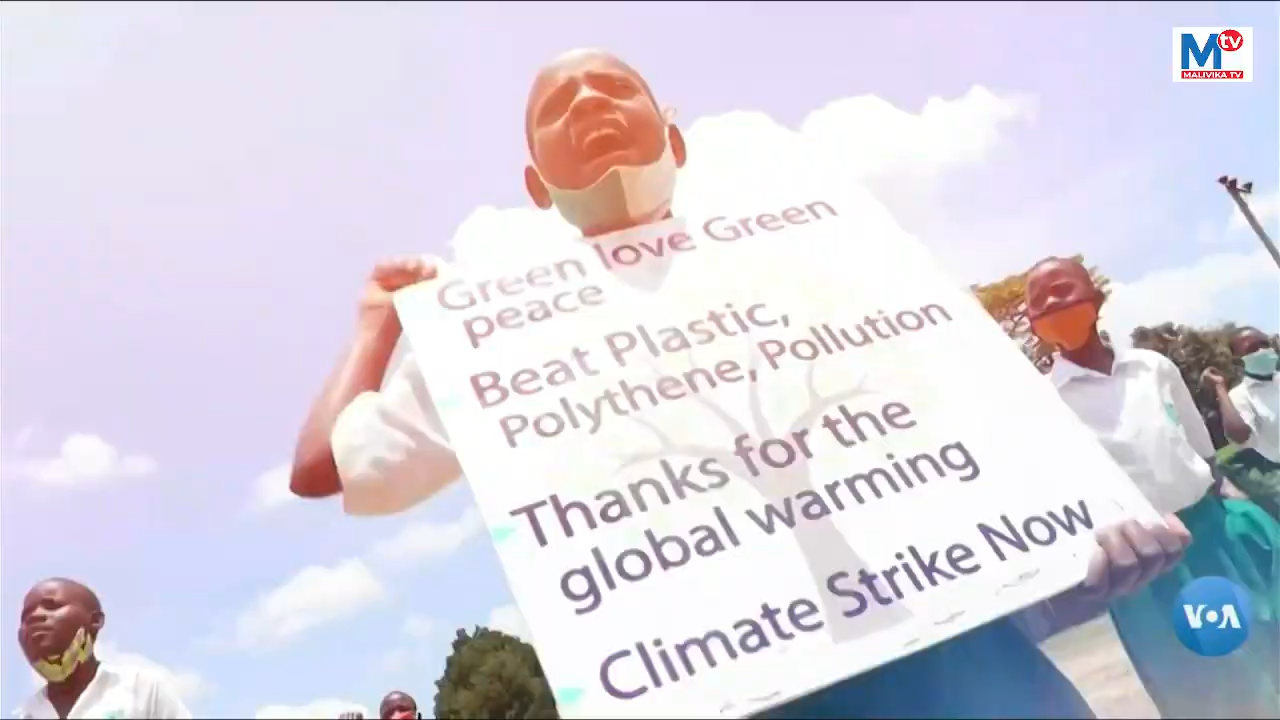 M tv
MALIVIKA TV
Green love Green
peace
Beat Plastic,
Polythene, Pollution
Thanks for the
global warming
Climate Strike Now
VOA